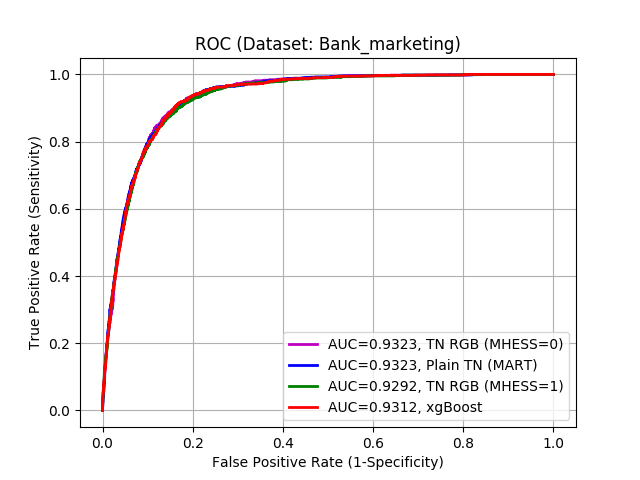 ROC (Dataset: Bank_marketing)
1.0
0.8
0.6
0.4
0.2
0.0
True Positive Rate (Sensitivity)
AUC=0.9323, TN RGB (MHESS=0)
AUC=0.9323, Plain TN (MART)
AUC=0.9292, TN RGB (MHESS=1)
AUC=0.9312, xgBoost
0.0 0.2 0.4 0.6 0.8 1.0
False Positive Rate (1-Specificity)